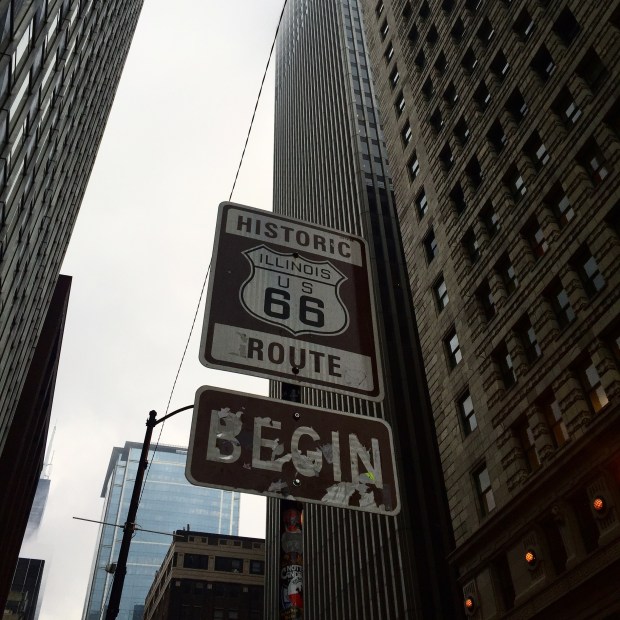 HISTORIC
ILLINOIS
U S
66
ROUTE
BEGIN